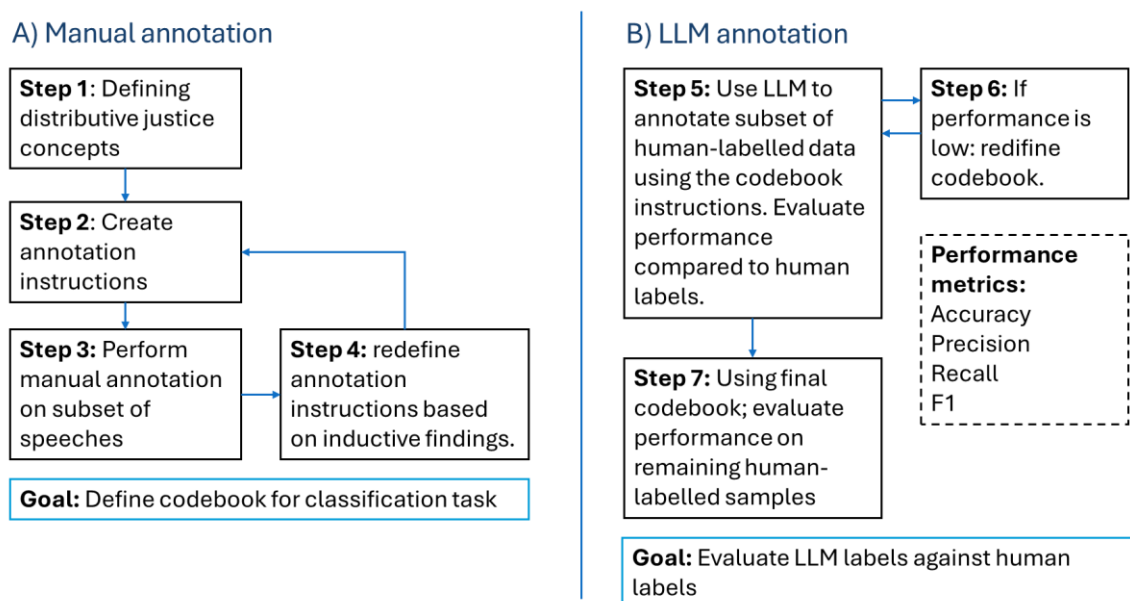 A) Manual annotation
Step 1: Defining
distributive justice
concepts
Step 2: Create
annotation
instructions
Step 3: Perform
manual annotation
on subset of
speeches
Step 4: redefine
annotation
instructions based
on inductive findings.
Goal: Define codebook for classification task
B) LLM annotation
Step 5: Use LLM to
annotate subset of
human-labelled data
using the codebook
instructions. Evaluate
performance
compared to human
labels.
Step 6: If
performance is
low: redifine
codebook.
Performance
metrics:
Accuracy
Precision
Recall
F1
Step 7: Using final
codebook; evaluate
performance on
remaining human-
labelled samples
Goal: Evaluate LLM labels against human
labels